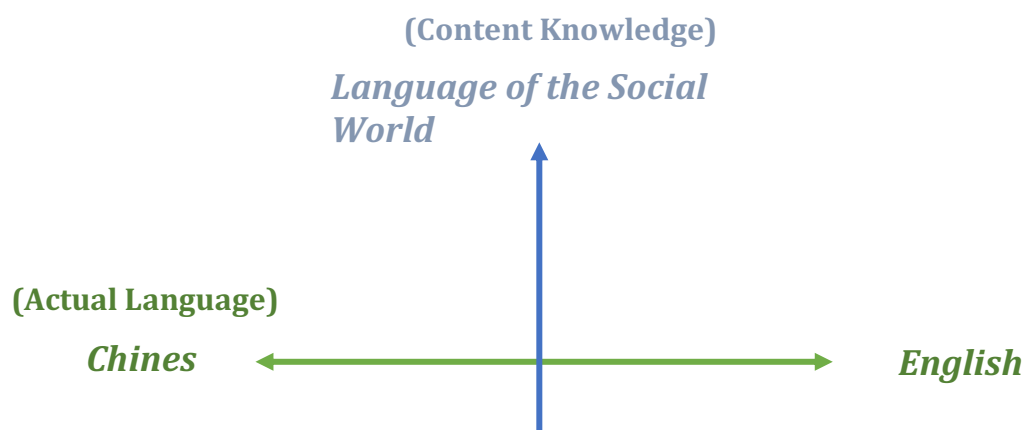 (Content Knowledge)
Language of the Social
World
(Actual Language)
Chines
English